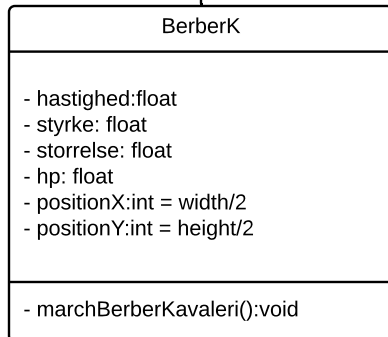 BerberK
- hastighed:float
- styrke: float
- storrelse: float
- hp: float
- positionX:int = width/2
- positionY:int = height/2
- marchBerberKavaleri():void